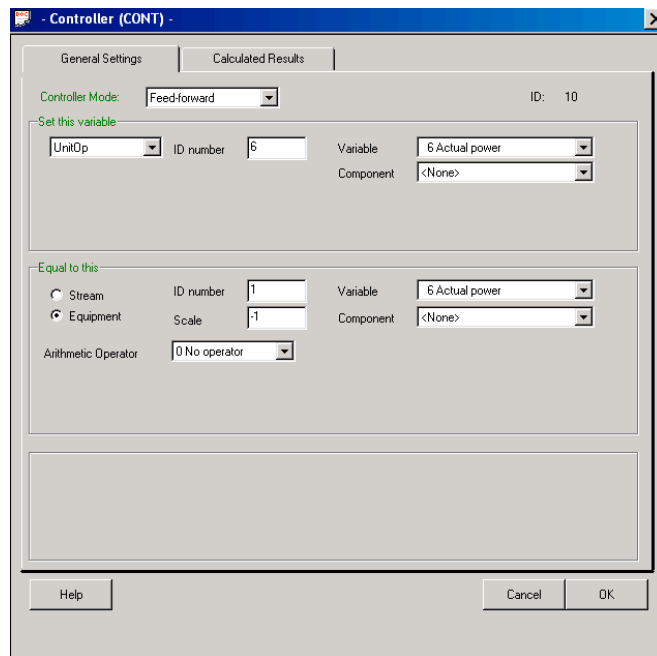 - Controller (CONT) -
General Settings
Calculated Results
Controller Mode:
Feed-forward
ID: 10
Set this variable
UnitOp
ID number
6
Variable
6 Actual power
Component
<None>
Equal to this
Stream
ID number
1
Variable
6 Actual power
Equipment
Scale
-1
Component
<None>
Arithmetic Operator
0 No operator
Help
Cancel
OK